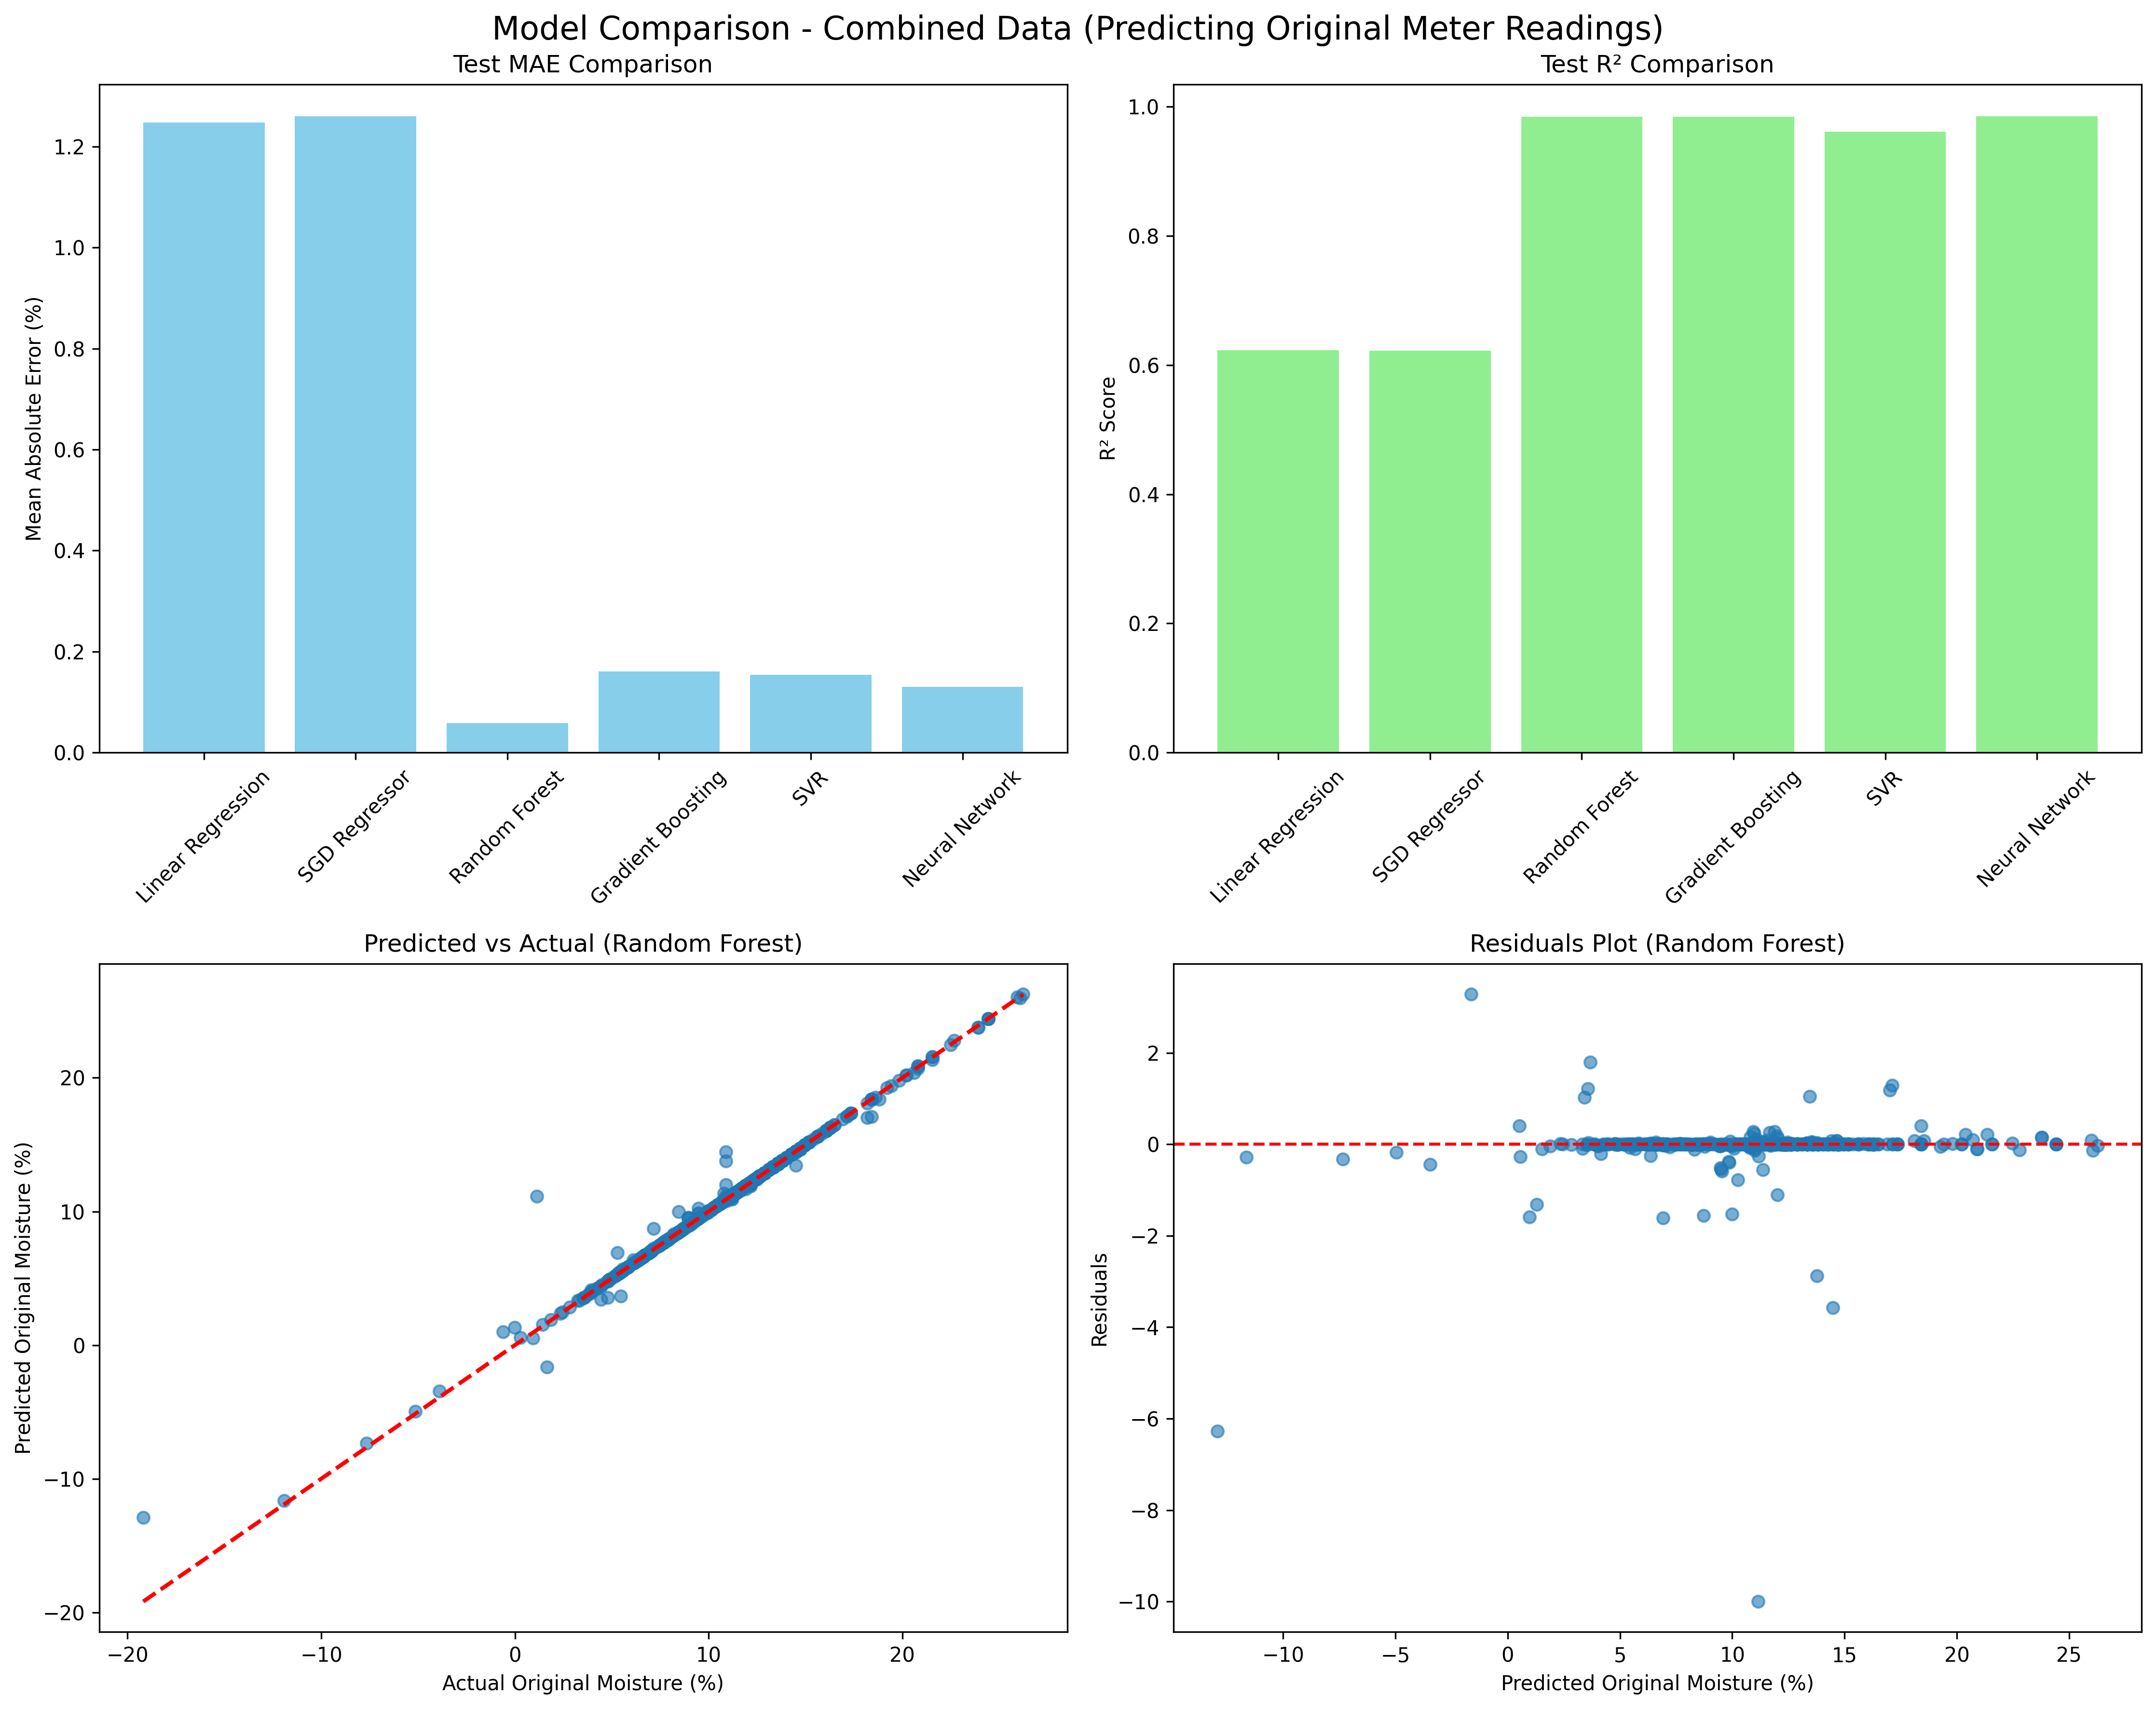 Model Comparison - Combined Data (Predicting Original Meter Readings)
Test MAE Comparison
Mean Absolute Error (%)
1.2
1.0
0.8
0.6
0.4
0.2
0.0
Linear Regression
SGD Regressor
Random Forest
Gradient Boosting
SVR
Neural Network
Test R² Comparison
R² Score
1.0
0.8
0.6
0.4
0.2
0.0
Linear Regression
SGD Regressor
Random Forest
Gradient Boosting
SVR
Neural Network
Predicted vs Actual (Random Forest)
Predicted Original Moisture (%)
20
10
0
−10
−20
−20 −10 0 10 20
Actual Original Moisture (%)
Residuals Plot (Random Forest)
Residuals
2
0
−2
−4
−6
−8
−10
−10 −5 0 5 10 15 20 25
Predicted Original Moisture (%)